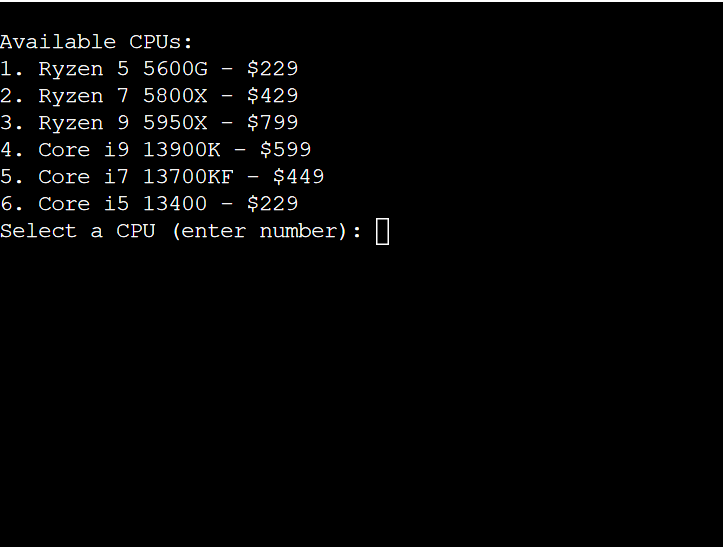 Available CPUs:
1. Ryzen 5 5600G - $229
2. Ryzen 7 5800X - $429
3. Ryzen 9 5950X - $799
4. Core i9 13900K - $599
5. Core i7 13700KF - $449
6. Core i5 13400 - $229
Select a CPU (enter number):